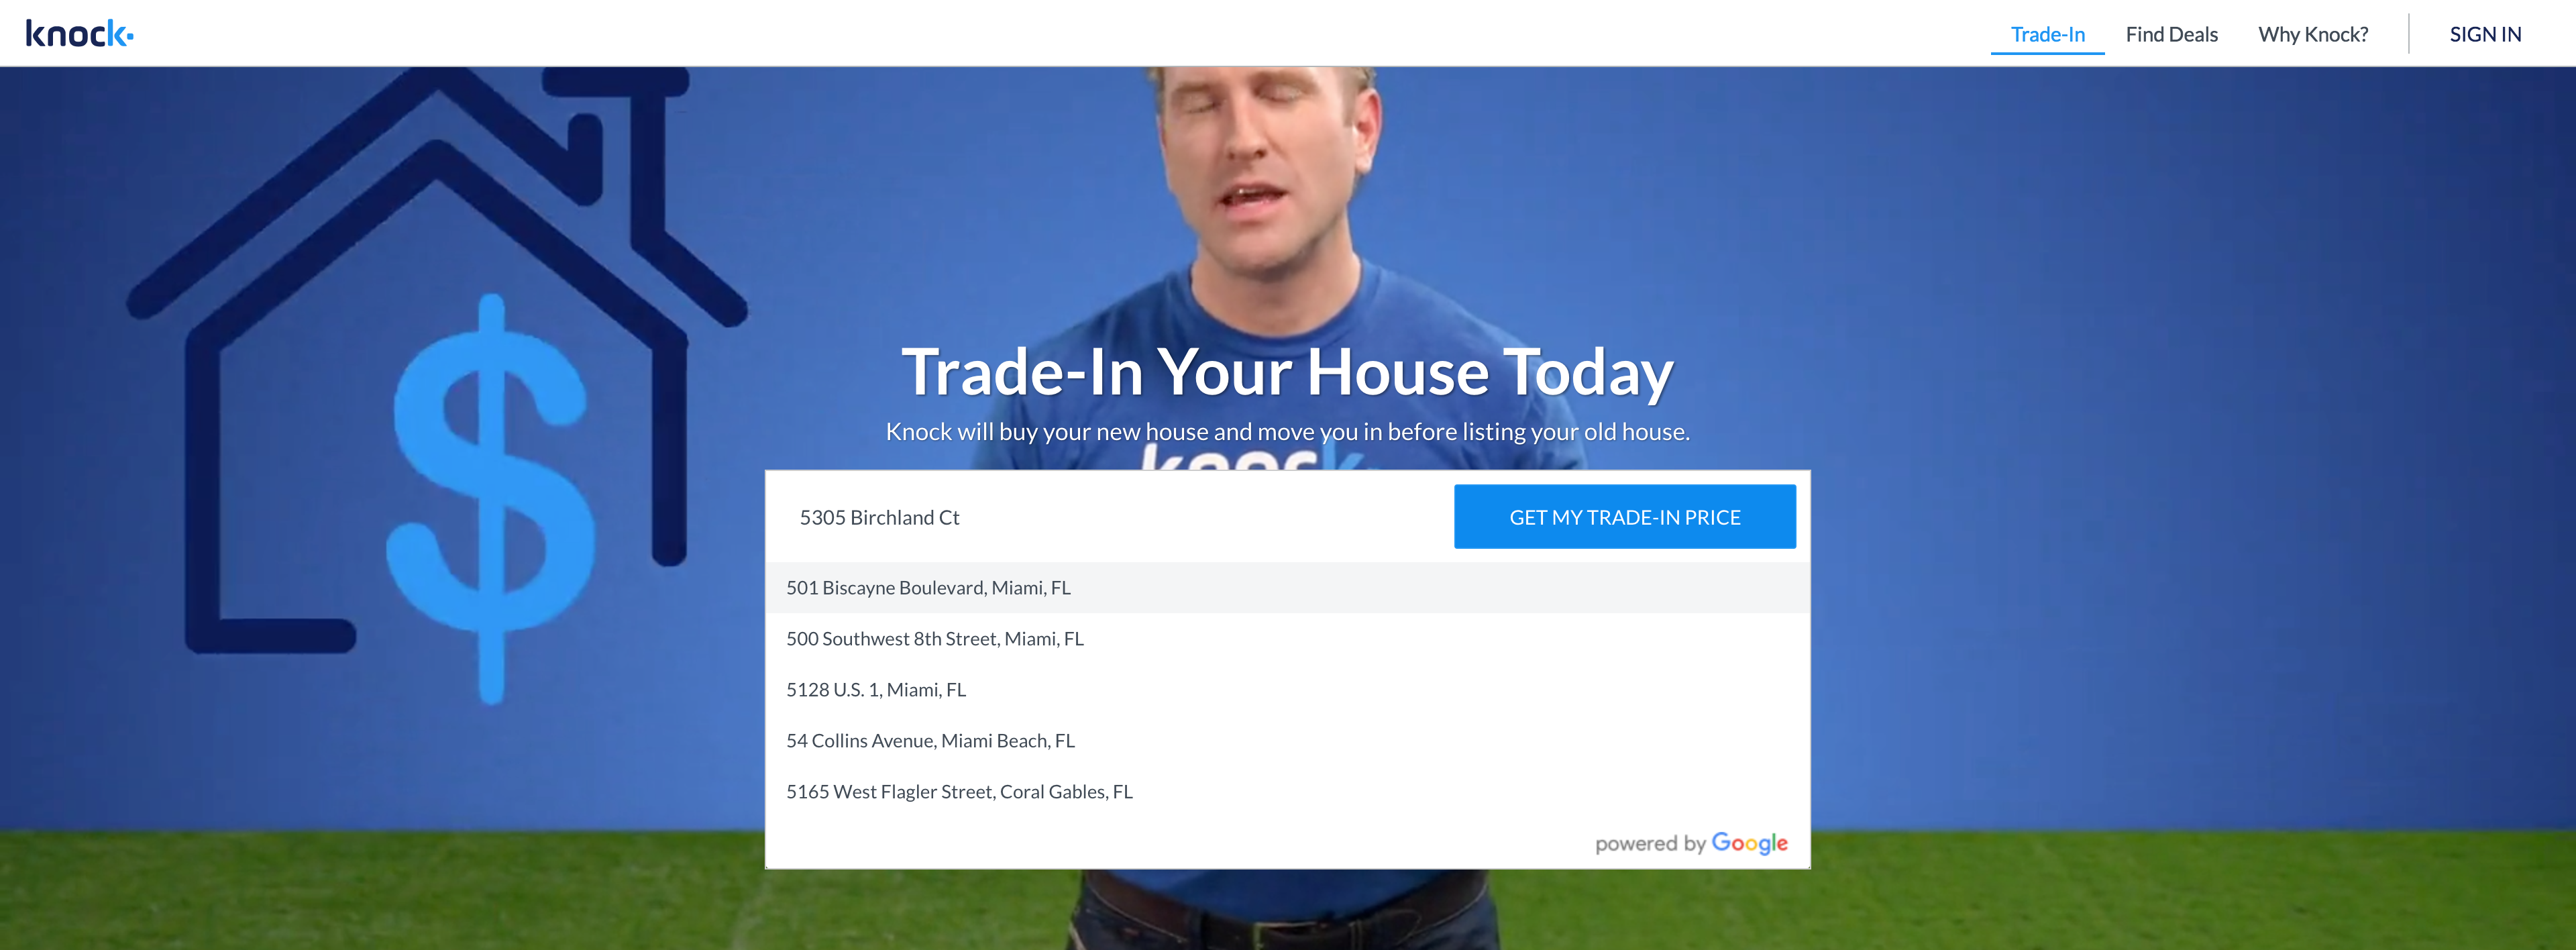 knock
Trade-In
Find Deals
Why Knock?
SIGN IN
$
Trade-In Your House Today
Knock will buy your new house and move you in before listing your old house.
knock
5305 Birchland Ct
GET MY TRADE-IN PRICE
501 Biscayne Boulevard, Miami, FL
500 Southwest 8th Street, Miami, FL
5128 U.S. 1, Miami, FL
54 Collins Avenue, Miami Beach, FL
5165 West Flagler Street, Coral Gables, FL
powered by Google